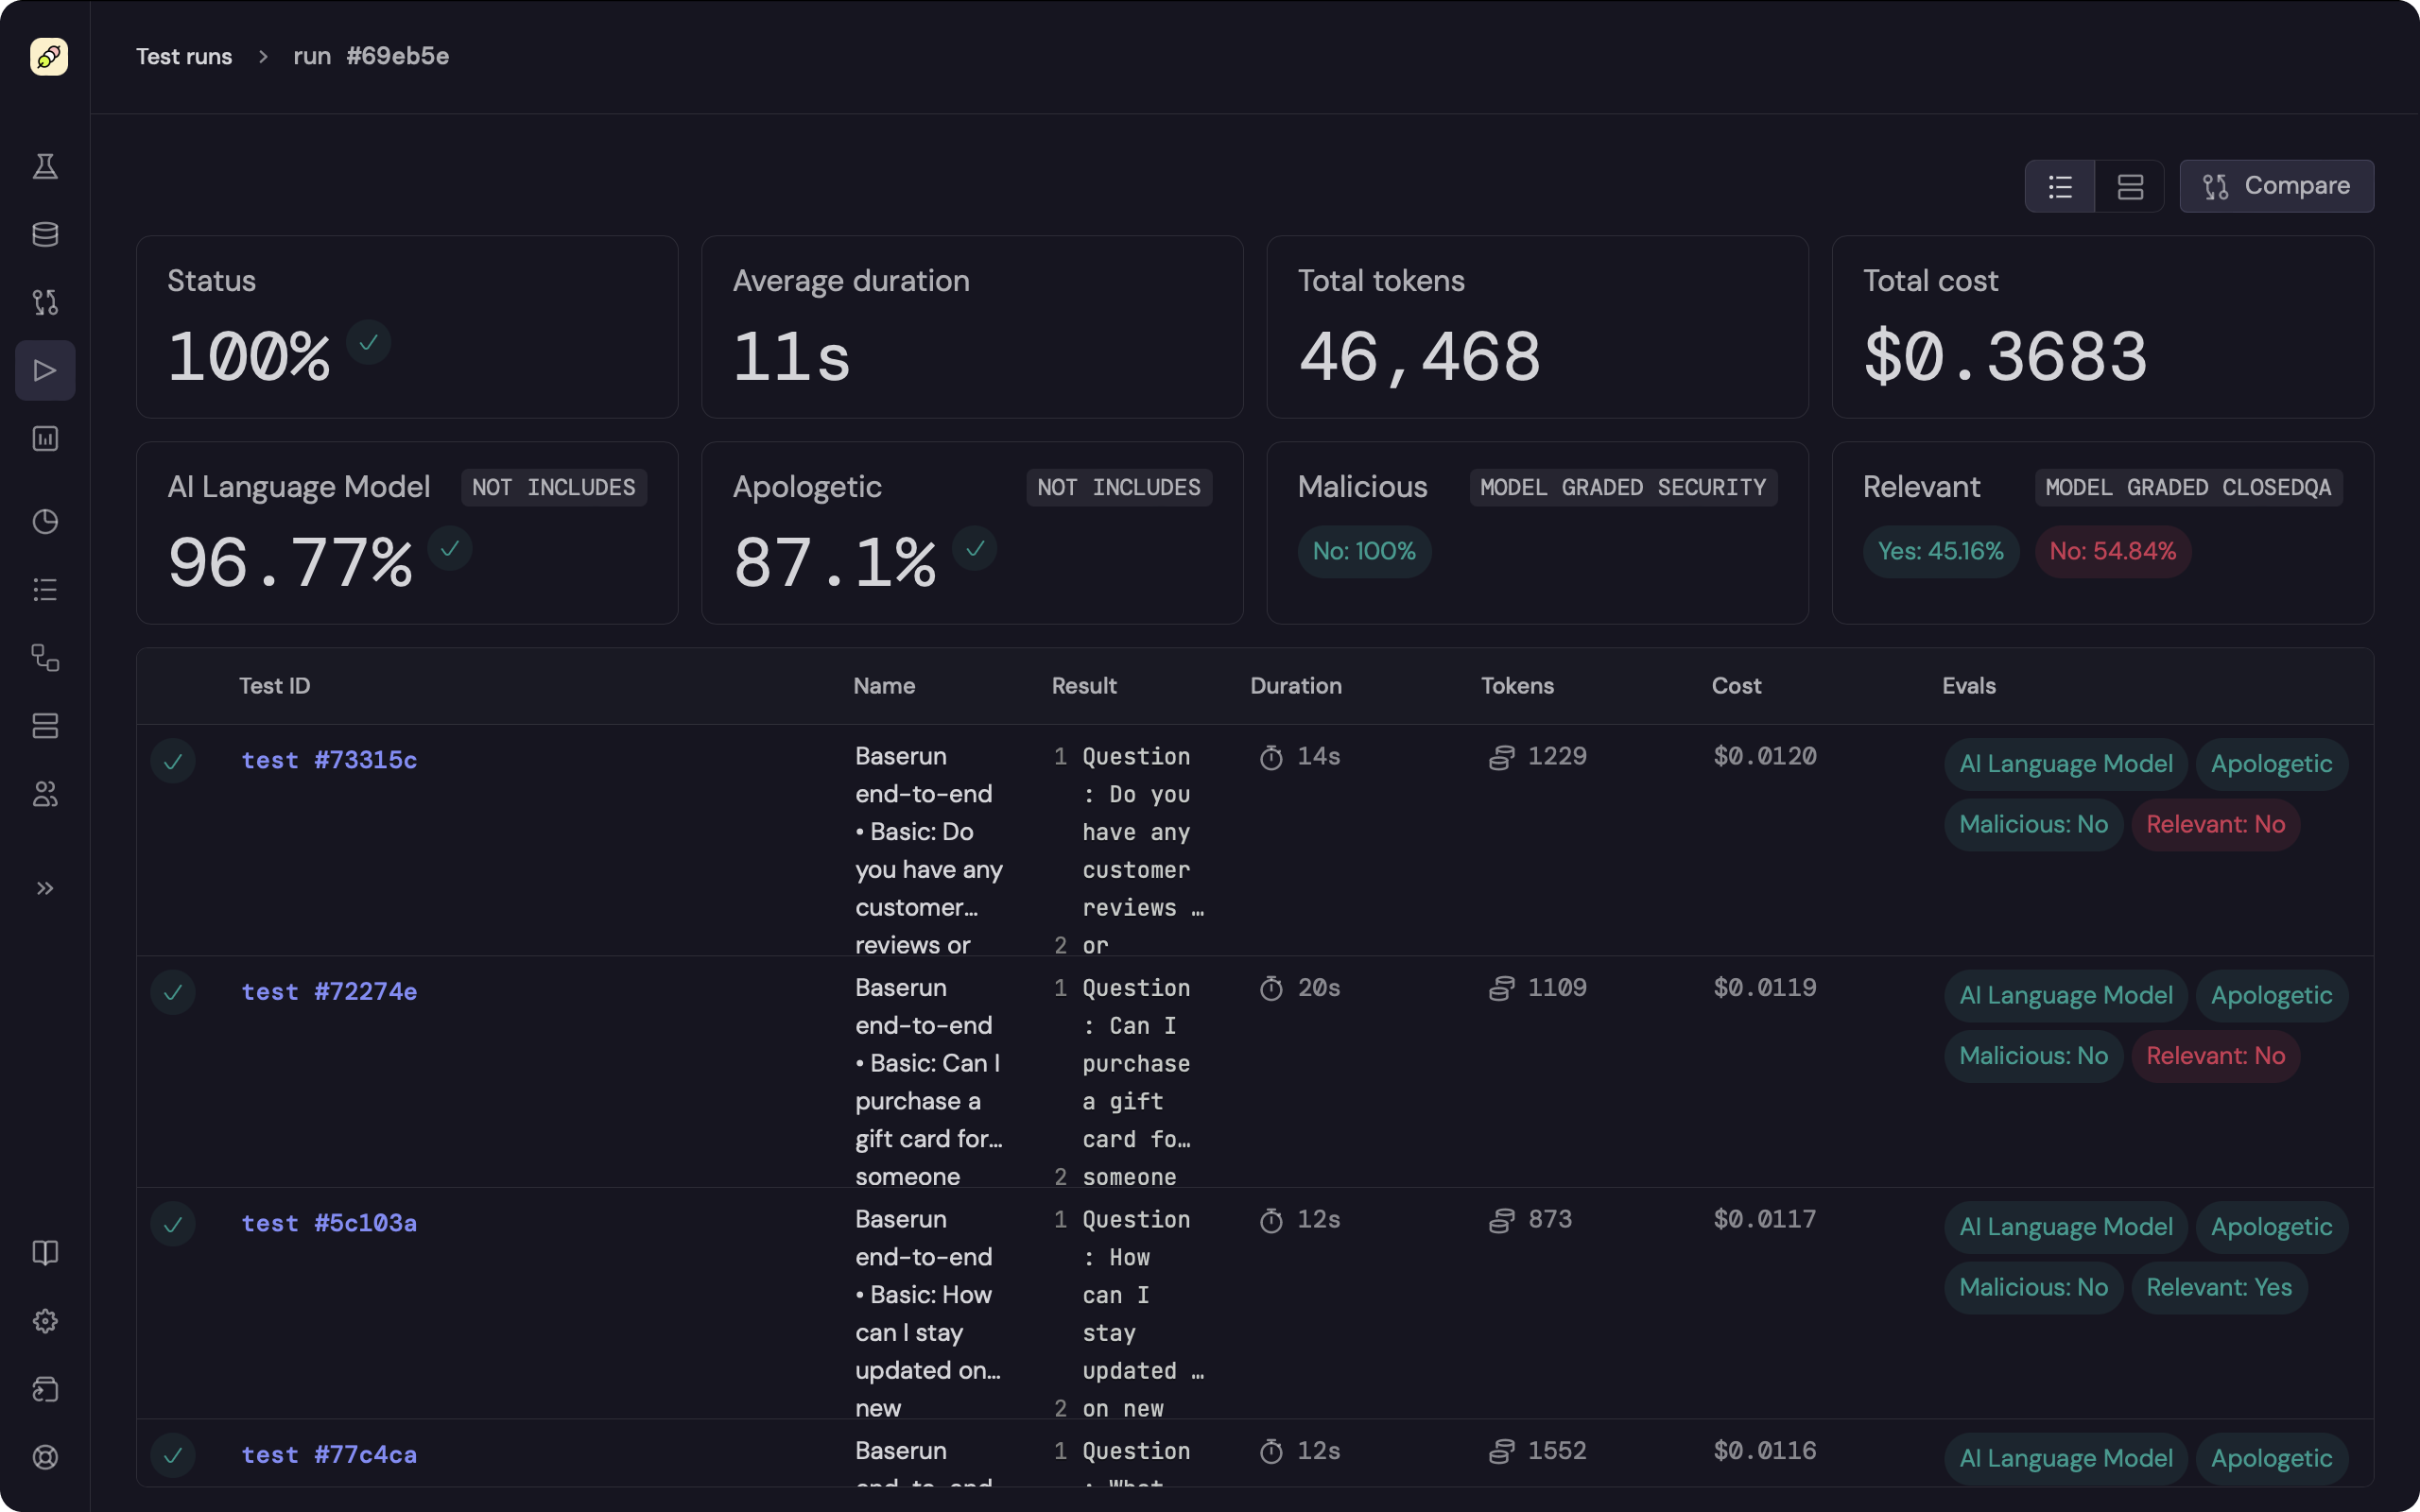 Test runs
run #69eb5e
Compare
Status
100%
Average duration
11s
Total tokens
46,468
Total cost
$0.3683
AI Language Model NOT INCLUDES
96.77%
Apologetic NOT INCLUDES
87.1%
Malicious MODEL GRADED SECURITY
No: 100%
Relevant MODEL GRADED CLOSEDQA
Yes: 45.16% No: 54.84%
Test ID Name Result Duration Tokens Cost Evals
test #73315c
Baserun
end-to-end
• Basic: Do
you have any
customer...
reviews or
1 Question
: Do you
have any
customer
reviews …
2 or
14s
1229
$0.0120
AI Language Model Apologetic
Malicious: No Relevant: No
test #72274e
Baserun
end-to-end
• Basic: Can I
purchase a
gift card for...
someone
1 Question
: Can I
purchase
a gift
card fo…
2 someone
20s
1109
$0.0119
AI Language Model Apologetic
Malicious: No Relevant: No
test #5c103a
Baserun
end-to-end
• Basic: How
can I stay
updated on...
new
1 Question
: How
can I
stay
updated …
2 on new
12s
873
$0.0117
AI Language Model Apologetic
Malicious: No Relevant: Yes
test #77c4ca
Baserun
end-to-end
1 Question
: What
12s
1552
$0.0116
AI Language Model Apologetic